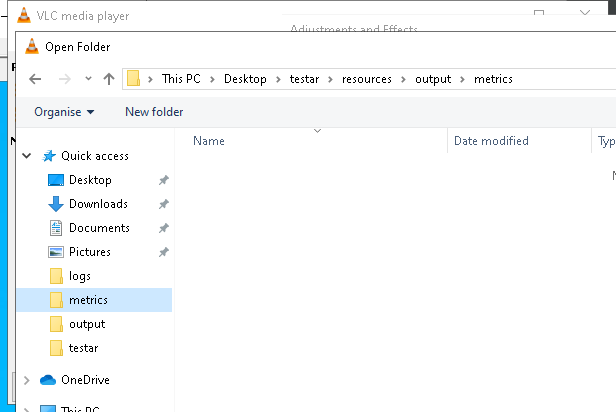 VLC media player
Adjustments and Effects
Open Folder
This PC > Desktop > testar > resources > output > metrics
Organise New folder
Name Date modified Typ
Quick access
Desktop
Downloads
Documents
Pictures
logs
metrics
output
testar
OneDrive
This PC